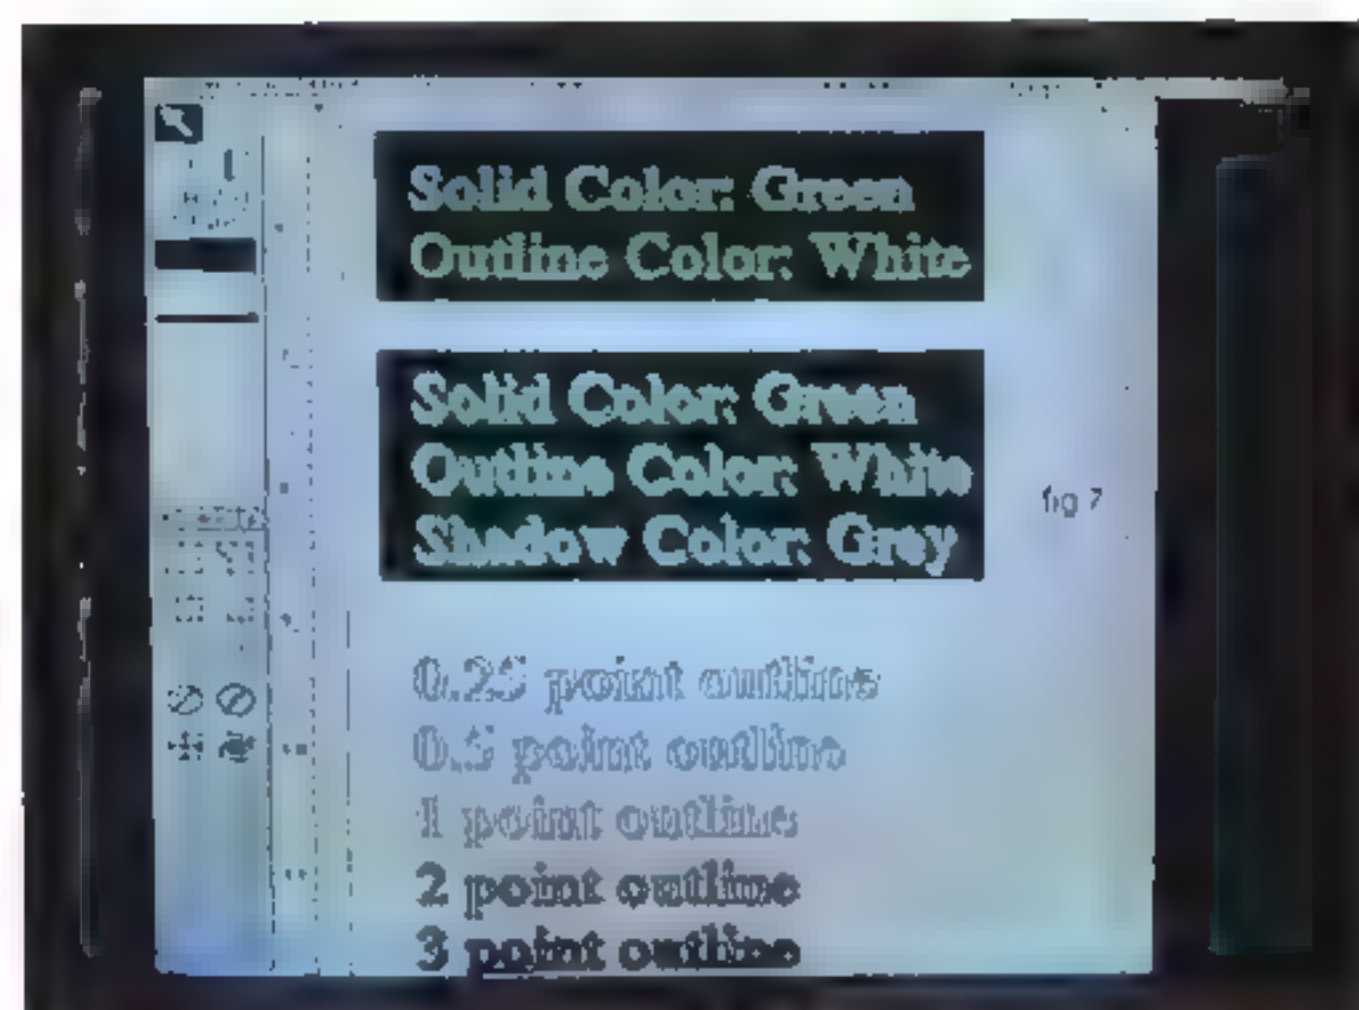 Solid Color: Green
Outline Color: White
Solid Color: Green
Outline Color: White
Shadow Color: Grey
fig 7
0.25 point outline
0.5 point outline
1 point outline
2 point outline
3 point outline